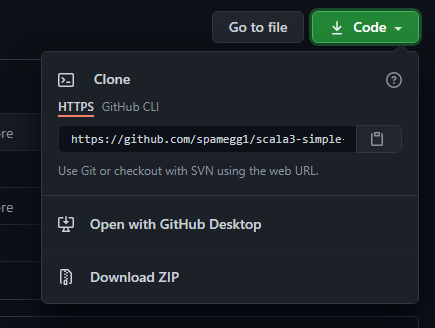 Go to file
Code
Clone
HTTPS GitHub CLI
https://github.com/spamegg1/scala3-simple-
Use Git or checkout with SVN using the web URL.
Open with GitHub Desktop
Download ZIP
re
re